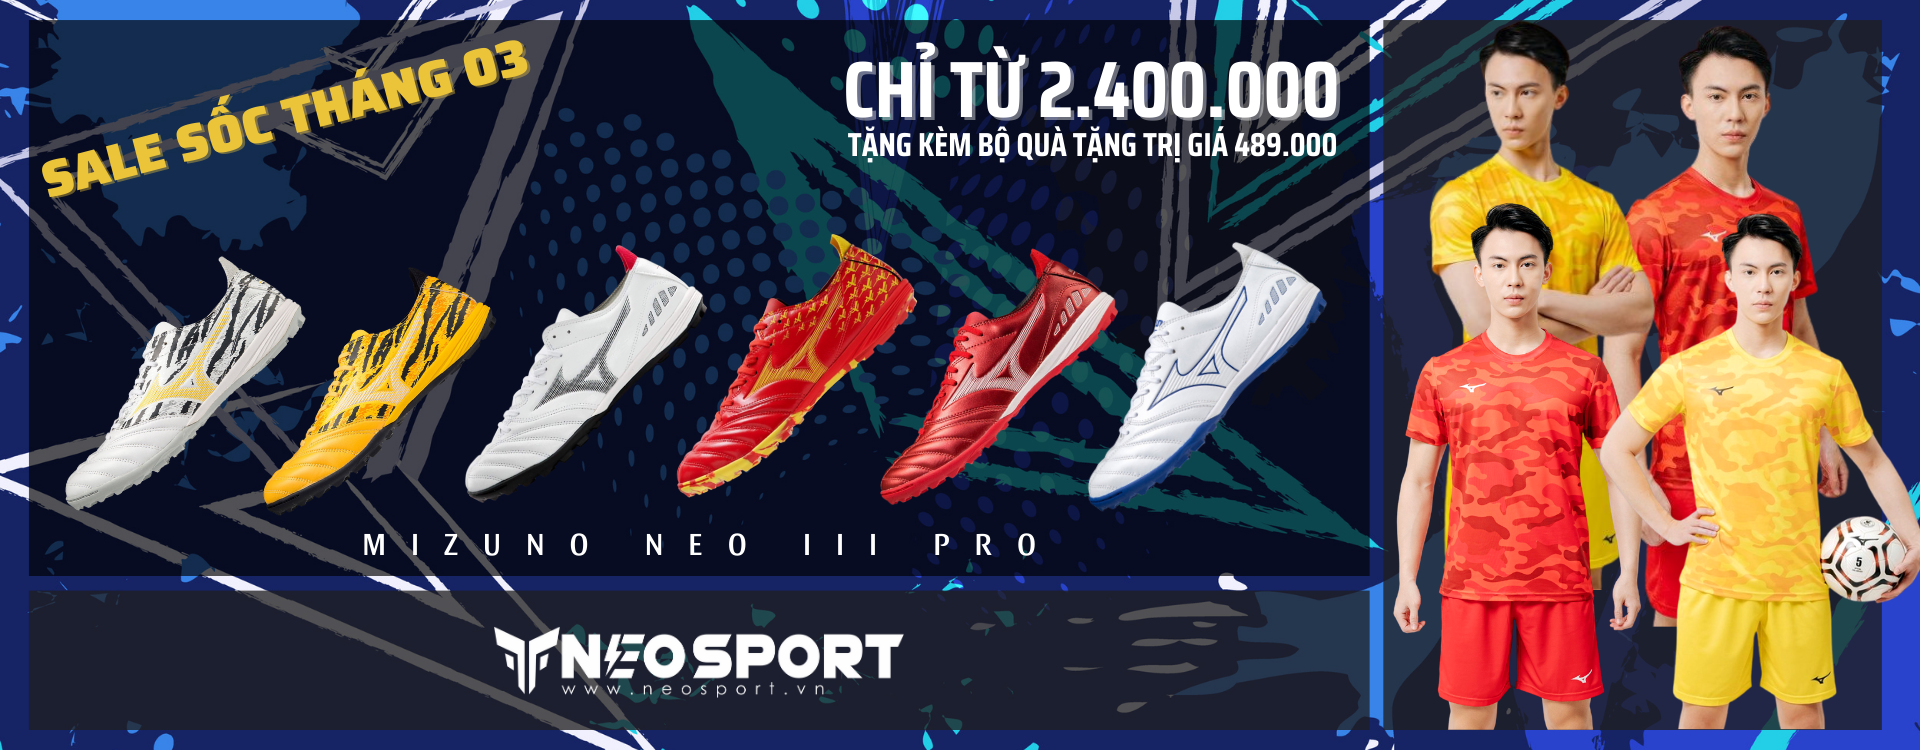 SALE SỐC THÁNG 03
CHỈ TỪ 2.400.000
TẶNG KÈM BỘ QUÀ TẶNG TRỊ GIÁ 489.000
MIZUNO NEO III PRO
NEOSPORT
www.neosport.vn
5